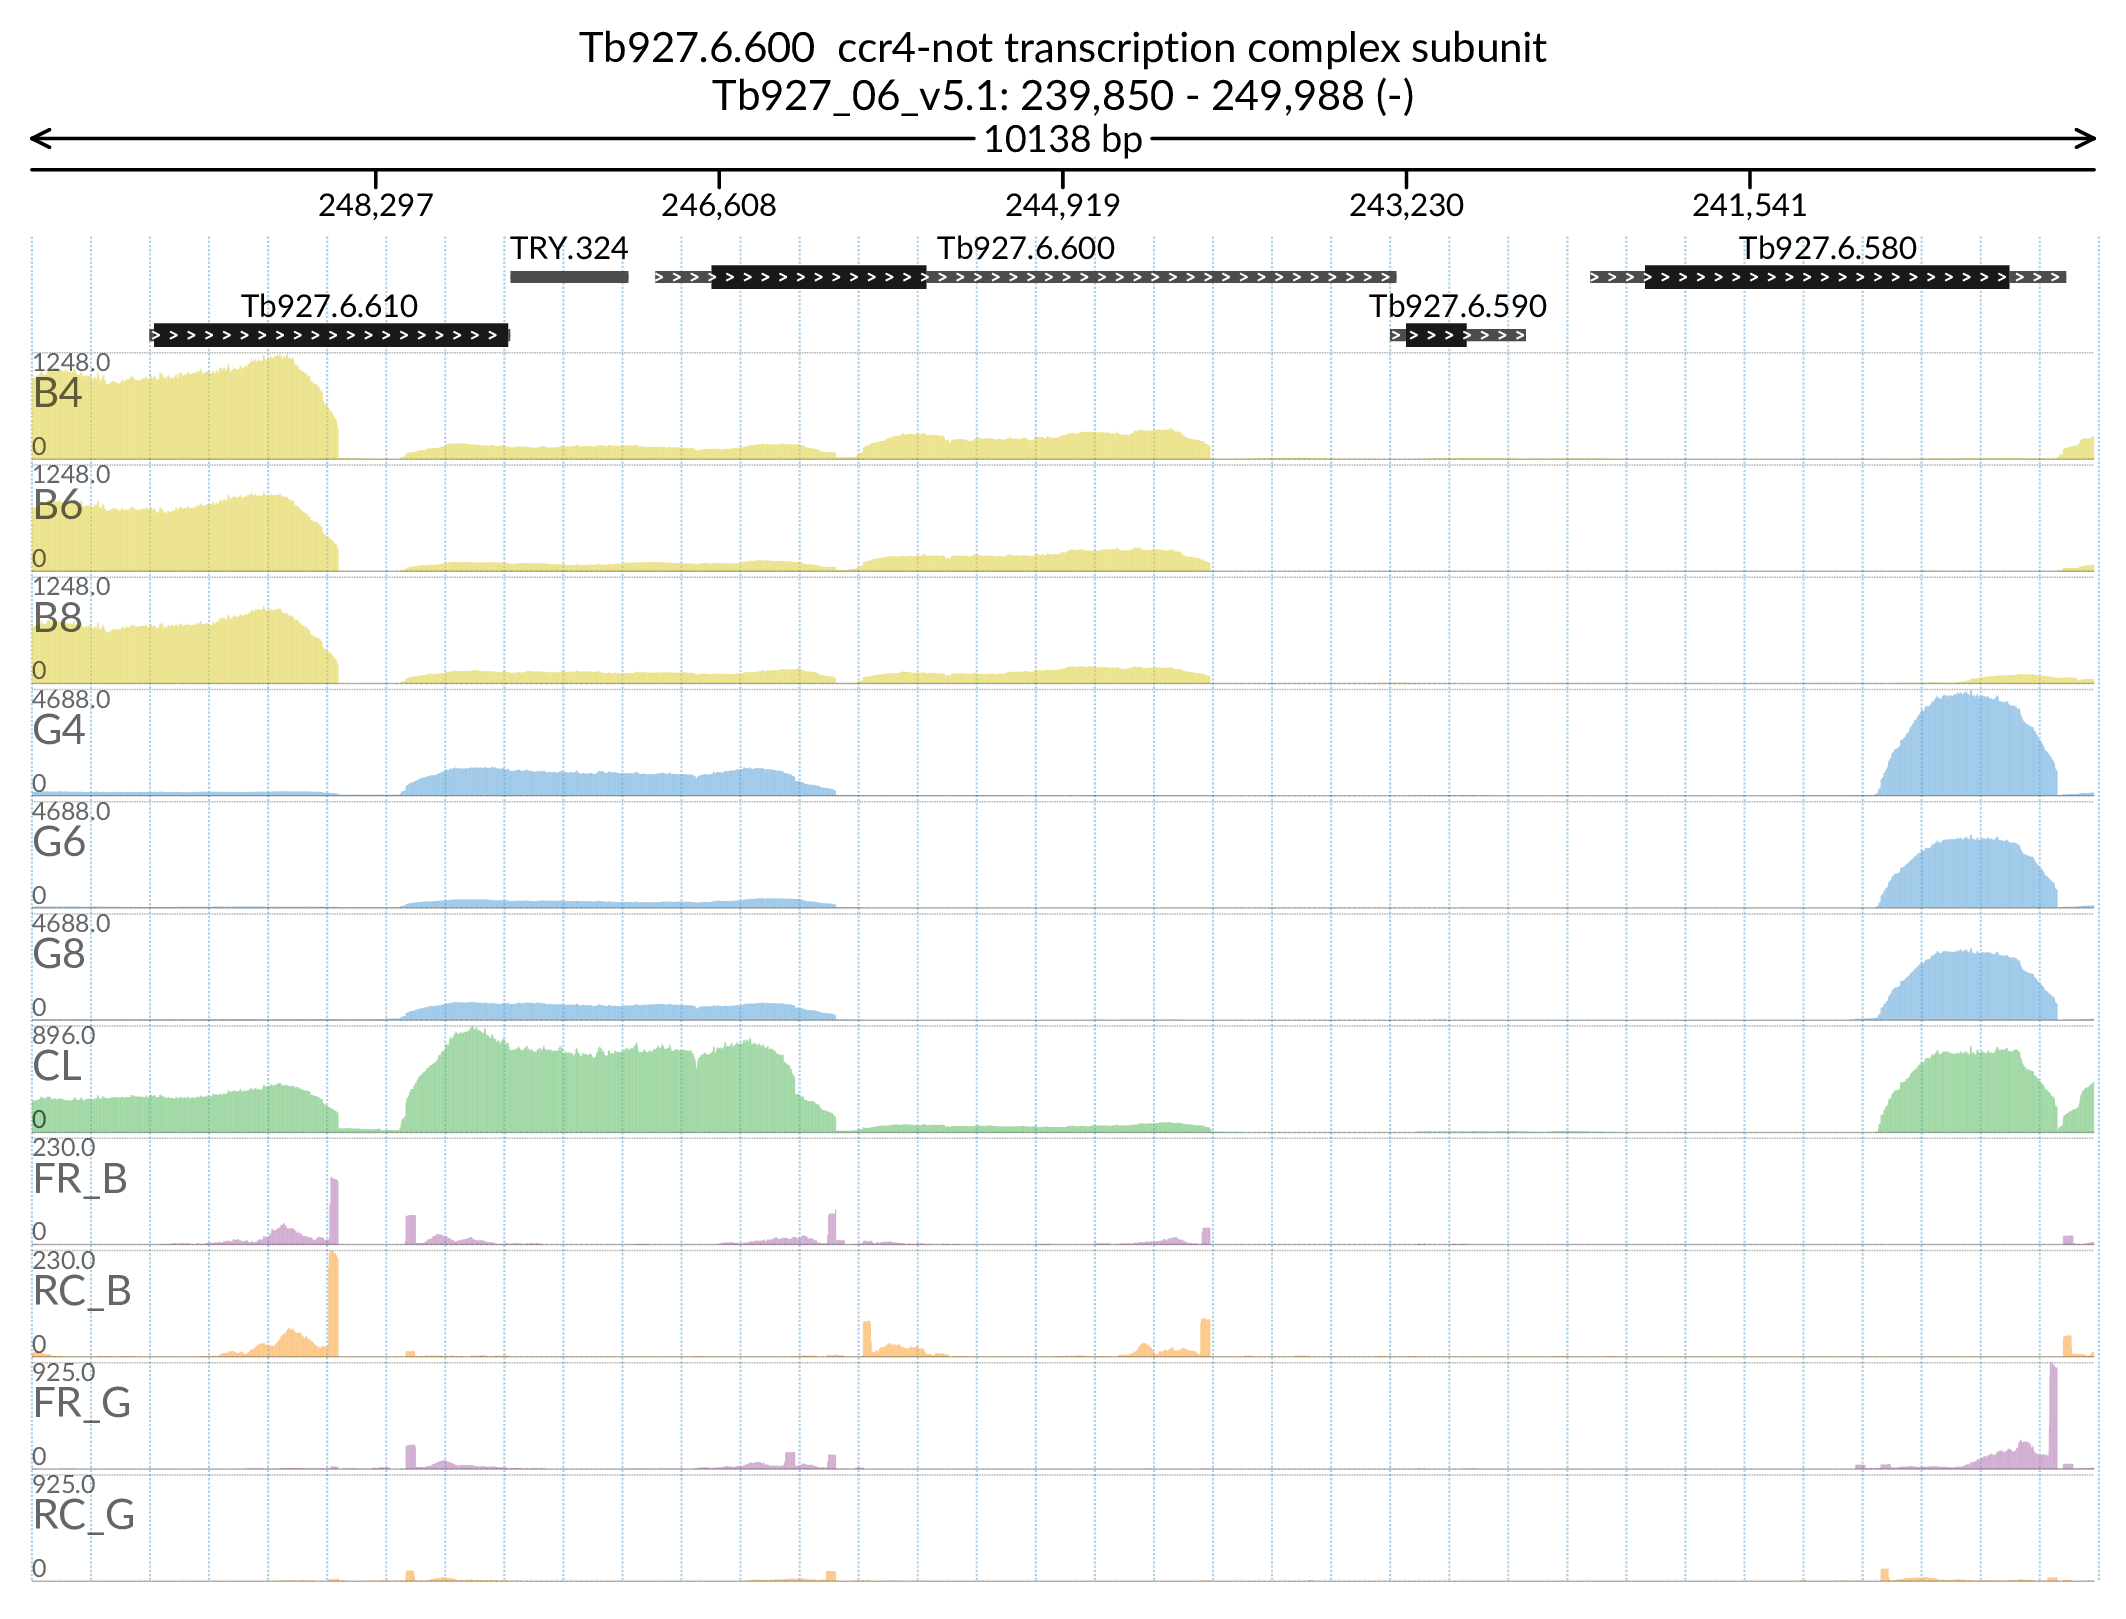 Tb927.6.600  ccr4-not transcription complex subunit
Tb927_06_v5.1: 239,850 - 249,988 (-)
10138 bp
248,297 246,608 244,919 243,230 241,541
TRY.324 Tb927.6.600 Tb927.6.580
Tb927.6.610 Tb927.6.590
1248.0
B4
0
1248.0
B6
0
1248.0
B8
0
4688.0
G4
0
4688.0
G6
0
4688.0
G8
0
896.0
CL
0
230.0
FR_B
0
230.0
RC_B
0
925.0
FR_G
0
925.0
RC_G
0